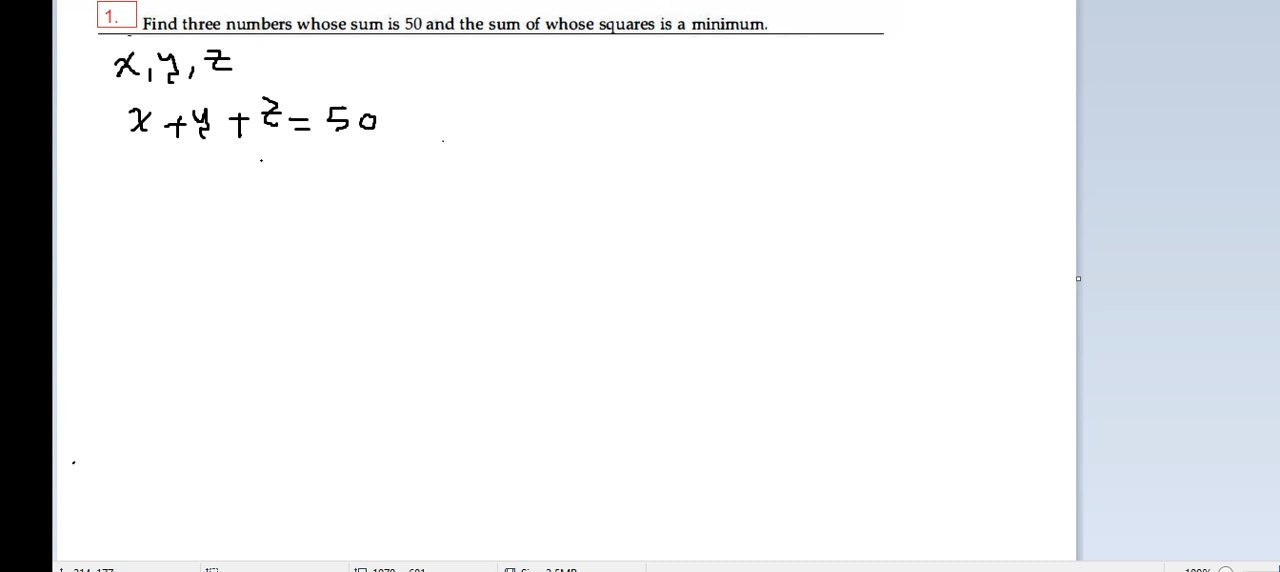 1. Find three numbers whose sum is 50 and the sum of whose squares is a minimum.
x, y, z
x + y + z = 50